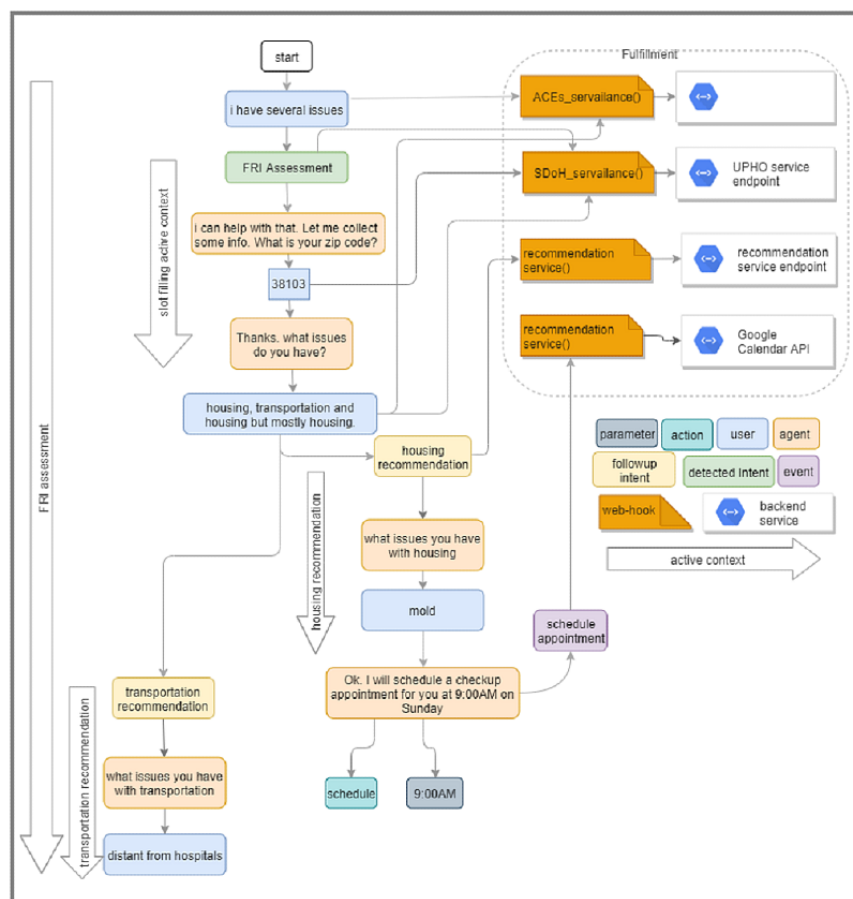 start
Fulfillment
i have several issues
ACEs_servailance()
FRI Assessment
SDoH_servailance()
UPHO service
endpoint
i can help with that. Let me collect
some info. What is your zip code?
slot filling active context
38103
recommendation
service()
recommendation
service endpoint
Thanks. what issues
do you have?
recommendation
service()
Google
Calendar API
housing, transportation and
housing but mostly housing.
FRI assessment
housing
recommendation
parameter
action
user
agent
followup
intent
detected Intent
event
web-hook
backend
service
active context
housing recommendation
what issues you have
with housing
mold
schedule
appointment
Ok. I will schedule a checkup
appointment for you at 9:00AM on
Sunday
transportation
recommendation
transportation recommendation
what issues you have
with transportation
schedule
9:00AM
distant from hospitals